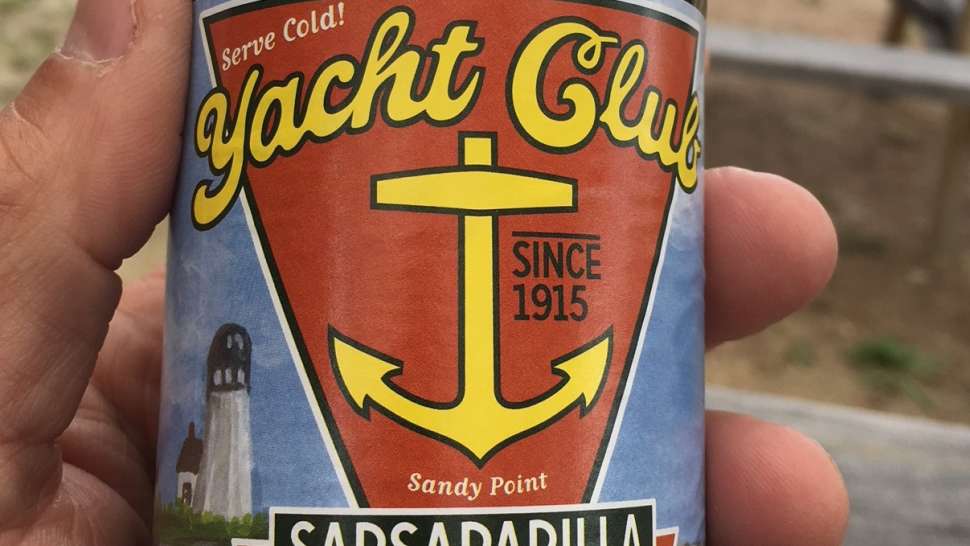 Serve Cold!
Yacht Club
SINCE
1915
Sandy Point
SARSAPARILLA